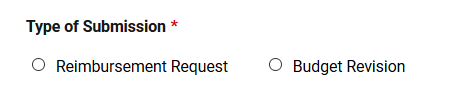 Type of Submission *
Reimbursement Request Budget Revision